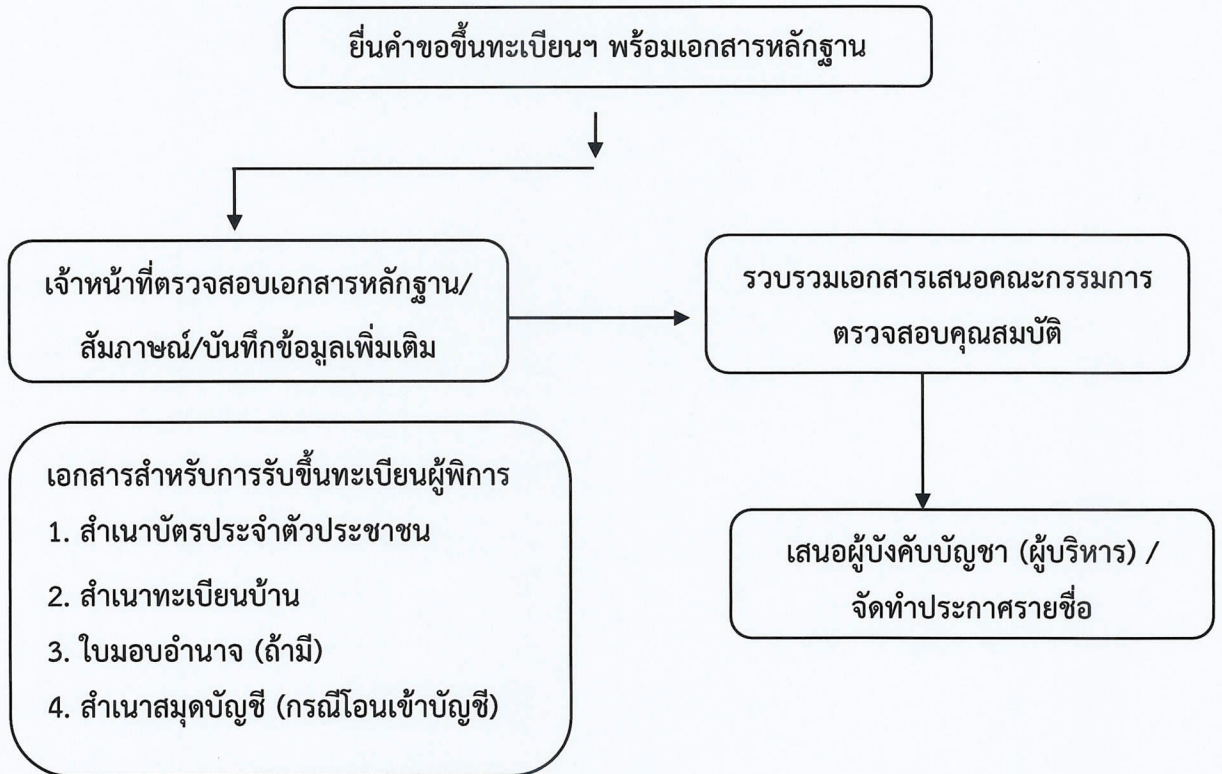 ยื่นคำขอขึ้นทะเบียนฯ พร้อมเอกสารหลักฐาน
เจ้าหน้าที่ตรวจสอบเอกสารหลักฐาน/
สัมภาษณ์/บันทึกข้อมูลเพิ่มเติม
รวบรวมเอกสารเสนอคณะกรรมการ
ตรวจสอบคุณสมบัติ
เอกสารสำหรับการรับขึ้นทะเบียนผู้พิการ
1. สำเนาบัตรประจำตัวประชาชน
2. สำเนาทะเบียนบ้าน
3. ใบมอบอำนาจ (ถ้ามี)
4. สำเนาสมุดบัญชี (กรณีโอนเข้าบัญชี)
เสนอผู้บังคับบัญชา (ผู้บริหาร) /
จัดทำประกาศรายชื่อ